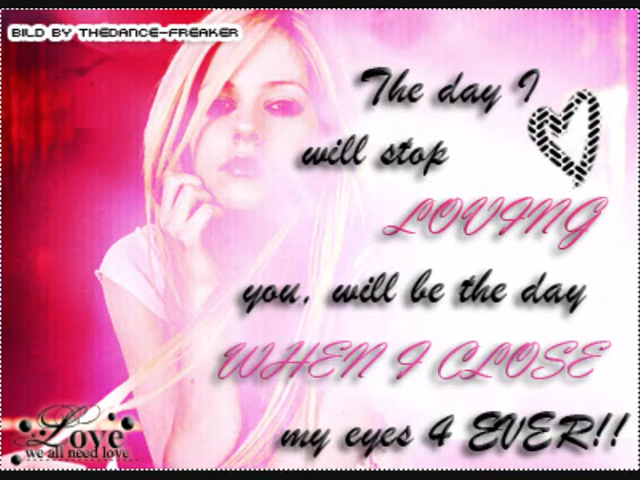 BILD BY THEDANCE-FREAKER
The day I
will stop
LOVING
you, will be the day
WHEN I CLOSE
my eyes 4 EVER!!
Love
we all need love